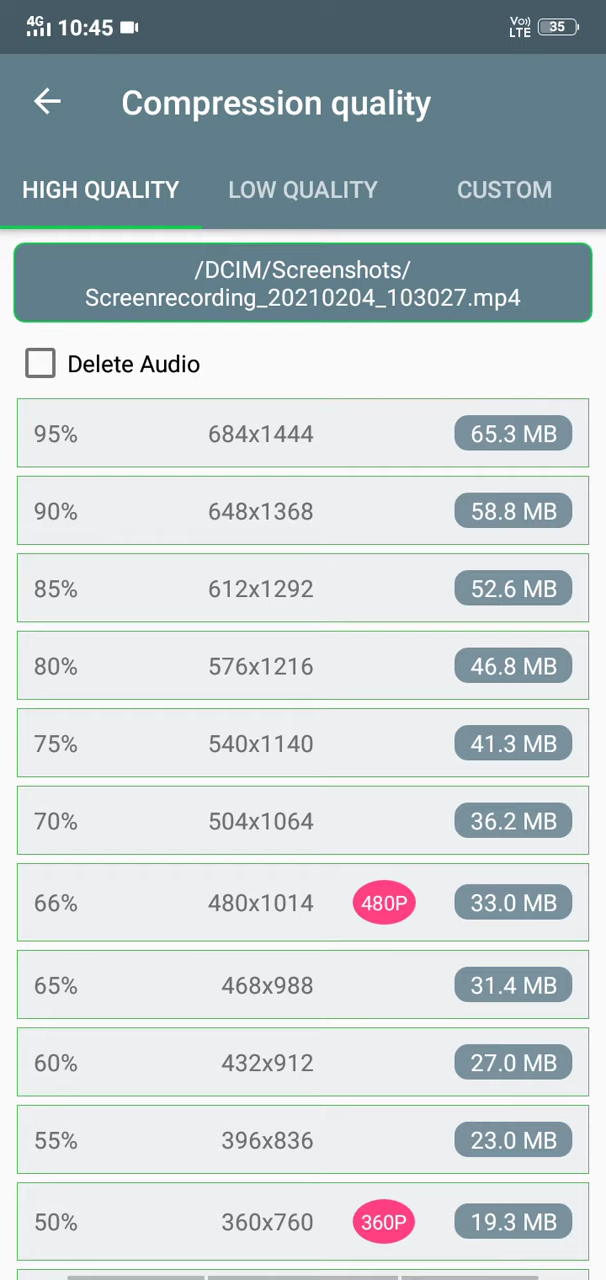 4G 10:45 Vo)) LTE 35
Compression quality
HIGH QUALITY LOW QUALITY CUSTOM
/DCIM/Screenshots/
Screenrecording_20210204_103027.mp4
Delete Audio
95% 684x1444 65.3 MB
90% 648x1368 58.8 MB
85% 612x1292 52.6 MB
80% 576x1216 46.8 MB
75% 540x1140 41.3 MB
70% 504x1064 36.2 MB
66% 480x1014 480P 33.0 MB
65% 468x988 31.4 MB
60% 432x912 27.0 MB
55% 396x836 23.0 MB
50% 360x760 360P 19.3 MB